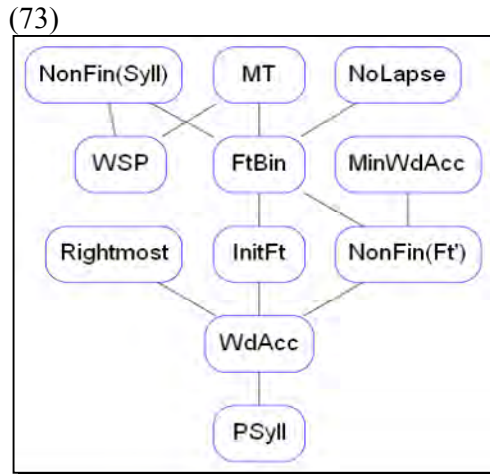 (73)
NonFin(Syll) MT NoLapse
WSP FtBin MinWdAcc
Rightmost InitFt NonFin(Ft')
WdAcc
PSyll